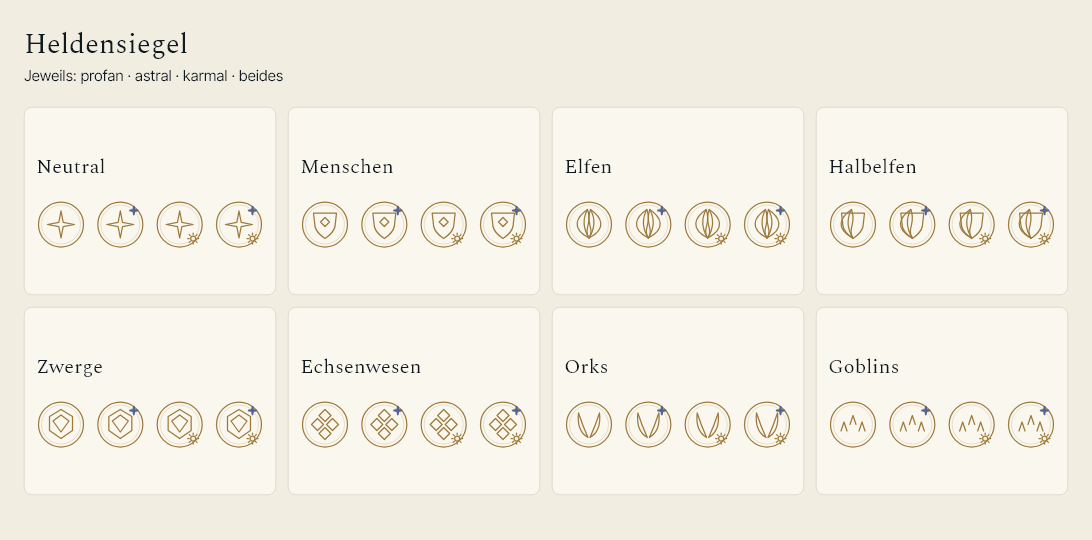 Heldensiegel
Jeweils: profan · astral · karmal · beides
Neutral
Menschen
Elfen
Halbelfen
Zwerge
Echsenwesen
Orks
Goblins